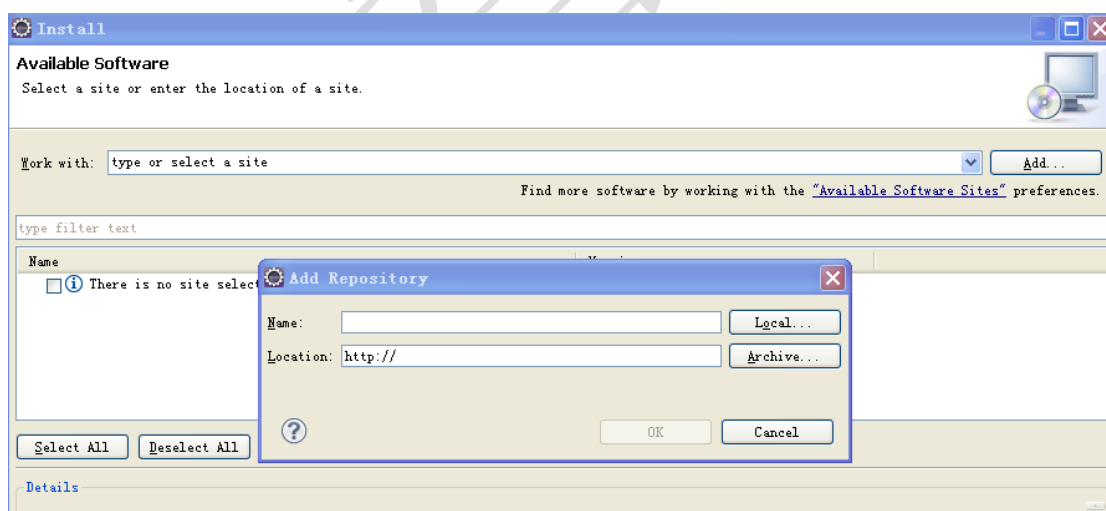 Install
Available Software
Select a site or enter the location of a site.
Work with: type or select a site Add...
Find more software by working with the "Available Software Sites" preferences.
type filter text
Name
There is no site select
Add Repository
Name: Local...
Location: http:// Archive...
OK Cancel
Select All Deselect All
Details